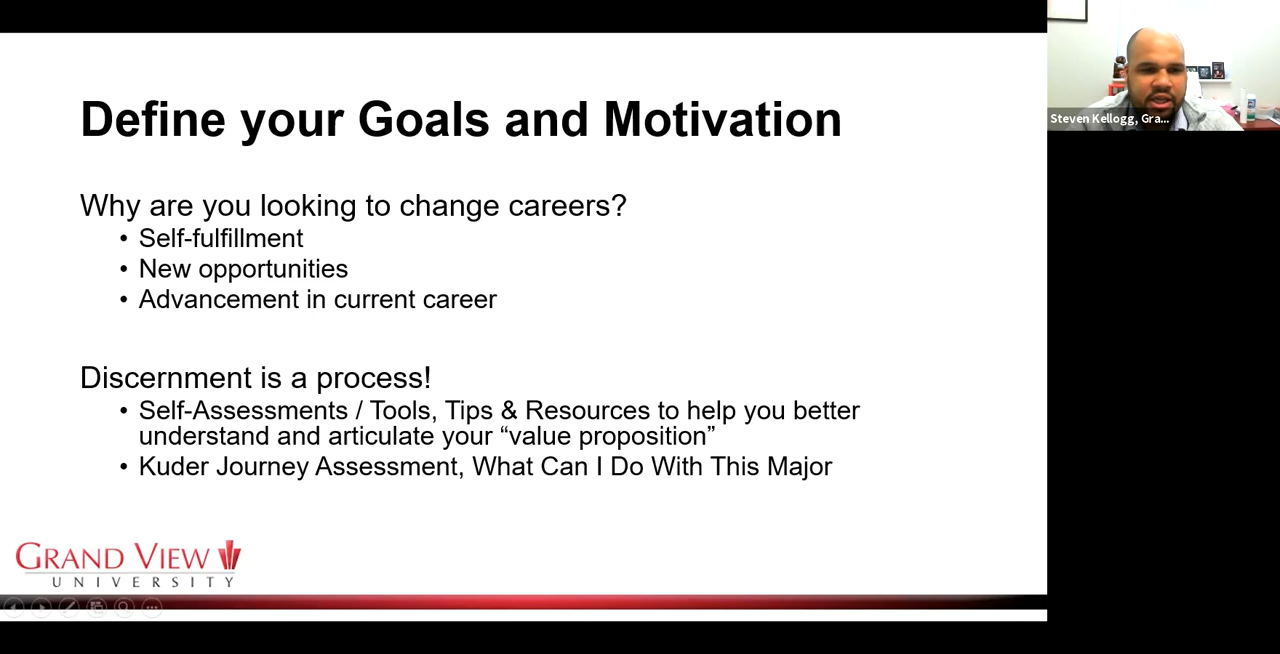 Define your Goals and Motivation
Why are you looking to change careers?
• Self-fulfillment
• New opportunities
• Advancement in current career
Discernment is a process!
• Self-Assessments / Tools, Tips & Resources to help you better
understand and articulate your “value proposition”
• Kuder Journey Assessment, What Can I Do With This Major
GRAND VIEW
UNIVERSITY
Steven Kellogg, Gra...